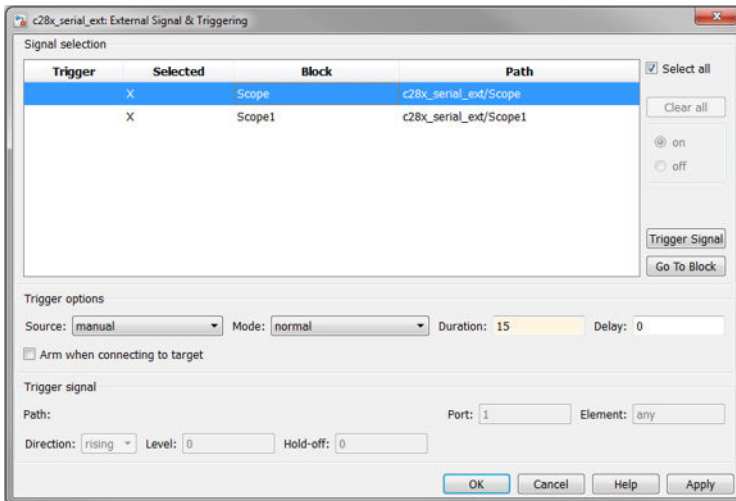 c28x_serial_ext: External Signal & Triggering
Signal selection
Trigger Selected Block Path
X Scope c28x_serial_ext/Scope
X Scope1 c28x_serial_ext/Scope1
Select all
Clear all
on
off
Trigger Signal
Go To Block
Trigger options
Source: manual Mode: normal Duration: 15 Delay: 0
Arm when connecting to target
Trigger signal
Path: Port: 1 Element: any
Direction: rising Level: 0 Hold-off: 0
OK Cancel Help Apply